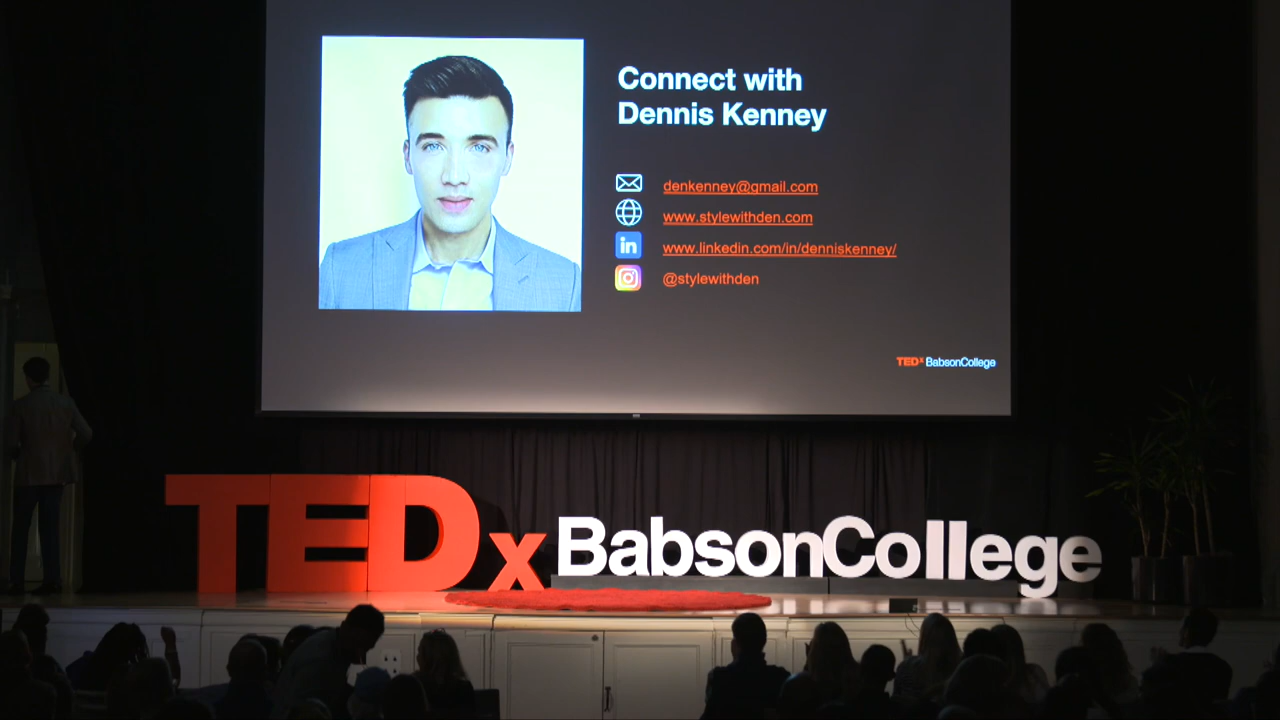 Connect with
Dennis Kenney
denkenney@gmail.com
www.stylewithden.com
in www.linkedin.com/in/denniskenney/
@stylewithden
TEDx BabsonCollege
TEDx BabsonCollege